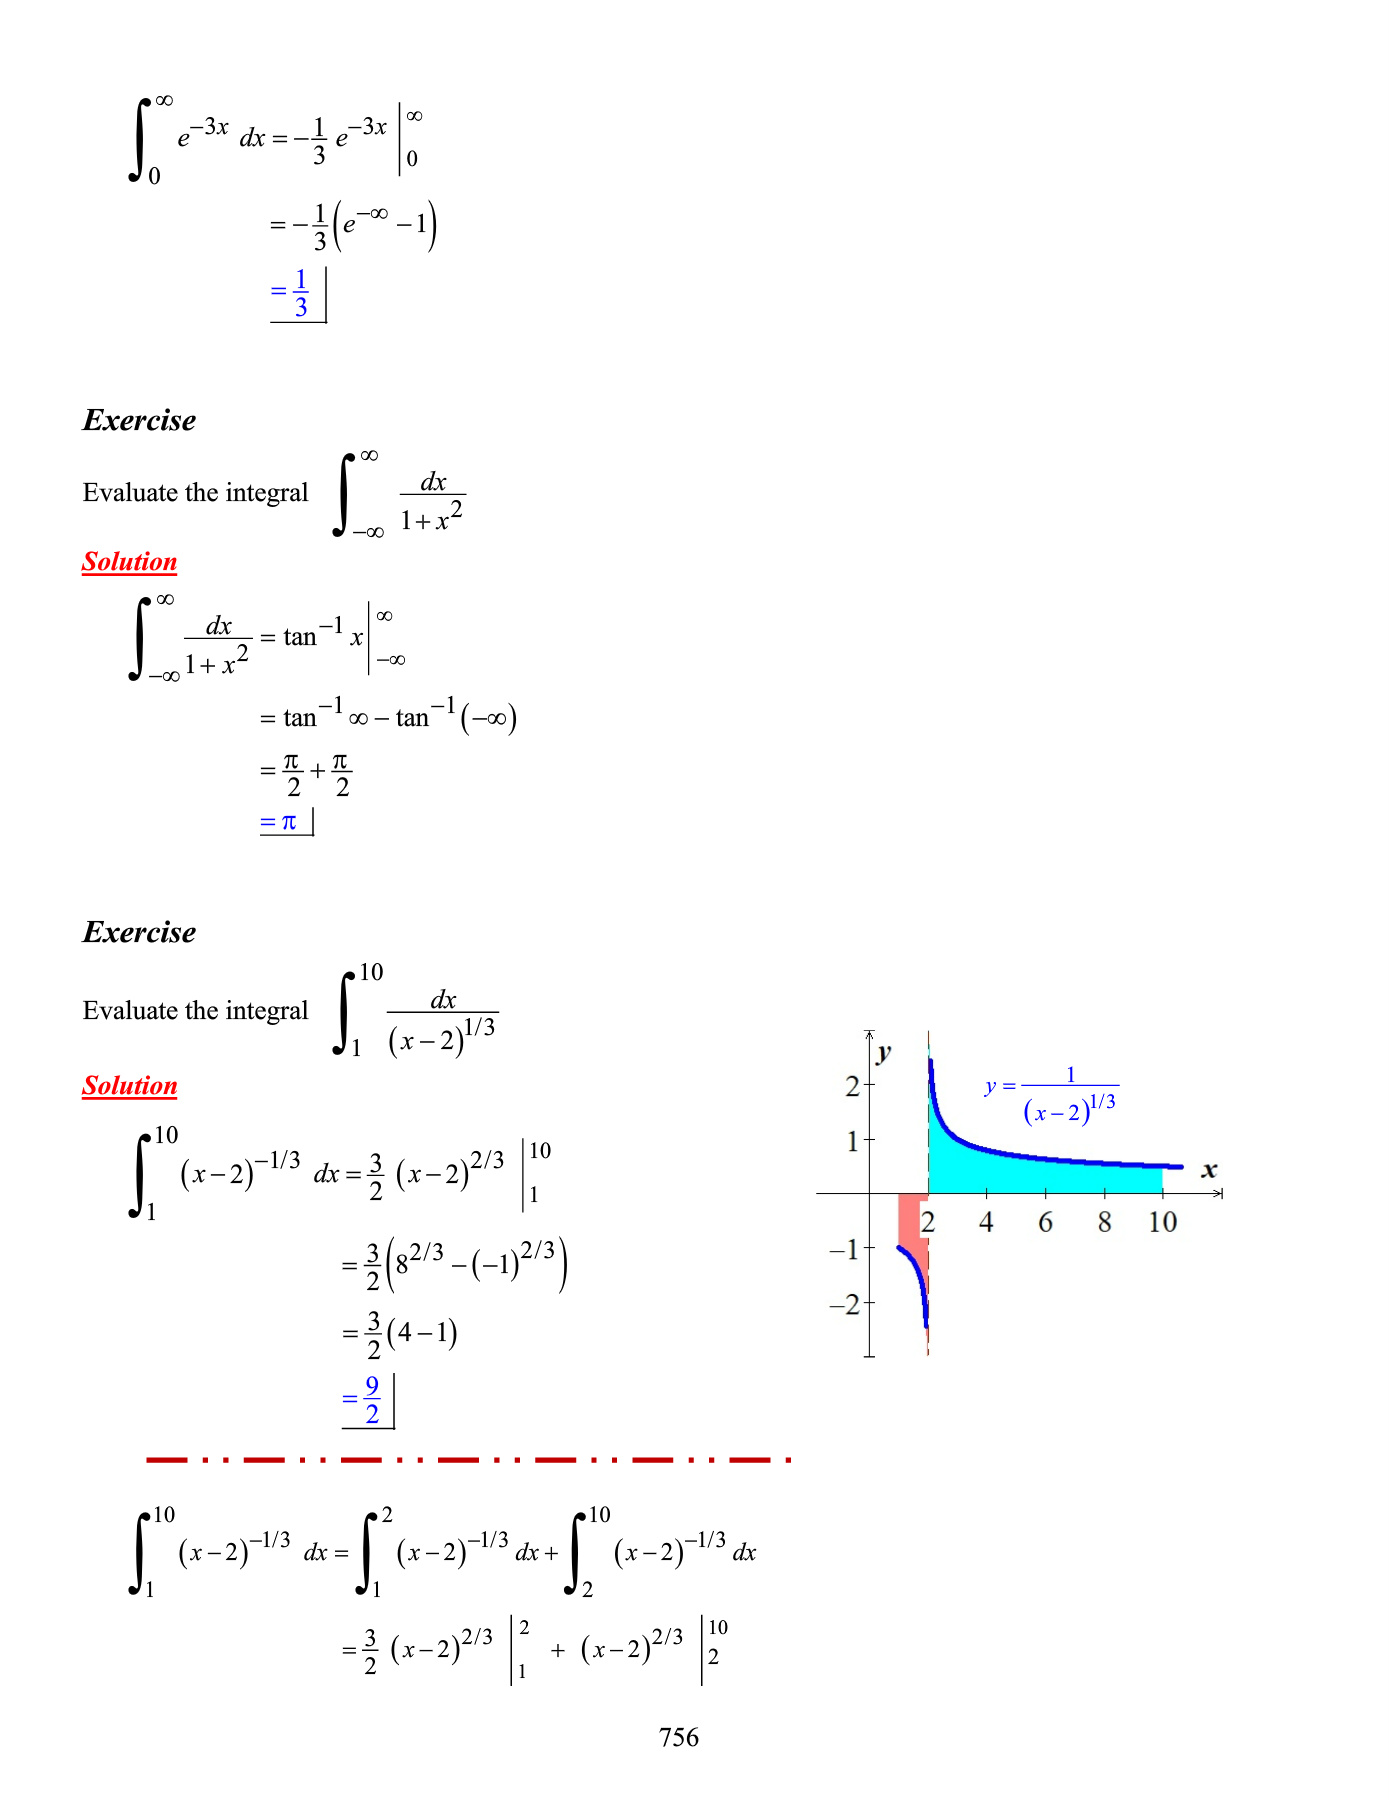 ∫₀^∞ e^{−3x} dx = −1/3 e^{−3x} |₀^∞
= −1/3 (e^{−∞} − 1)
= 1/3
Exercise
Evaluate the integral ∫_{−∞}^{∞} dx/(1 + x²)
Solution
∫_{−∞}^{∞} dx/(1 + x²) = tan⁻¹ x |_{−∞}^{∞}
= tan⁻¹ ∞ − tan⁻¹ (−∞)
= π/2 + π/2
= π
Exercise
Evaluate the integral ∫₁^{10} dx/(x − 2)^{1/3}
Solution
∫₁^{10} (x − 2)^{−1/3} dx = 3/2 (x − 2)^{2/3} |₁^{10}
= 3/2 (8^{2/3} − (−1)^{2/3})
= 3/2 (4 − 1)
= 9/2
y
2
y = 1/(x − 2)^{1/3}
1
x
2 4 6 8 10
−1
−2
∫₁^{10} (x − 2)^{−1/3} dx = ∫₁² (x − 2)^{−1/3} dx + ∫₂^{10} (x − 2)^{−1/3} dx
= 3/2 (x − 2)^{2/3} |₁² + (x − 2)^{2/3} |₂^{10}
756